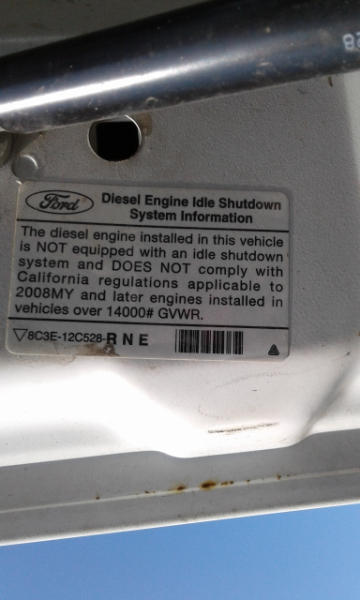 28
Ford
Diesel Engine Idle Shutdown
System Information
The diesel engine installed in this vehicle
is NOT equipped with an idle shutdown
system and DOES NOT comply with
California regulations applicable to
2008MY and later engines installed in
vehicles over 14000# GVWR.
▽8C3E-12C528-RNE